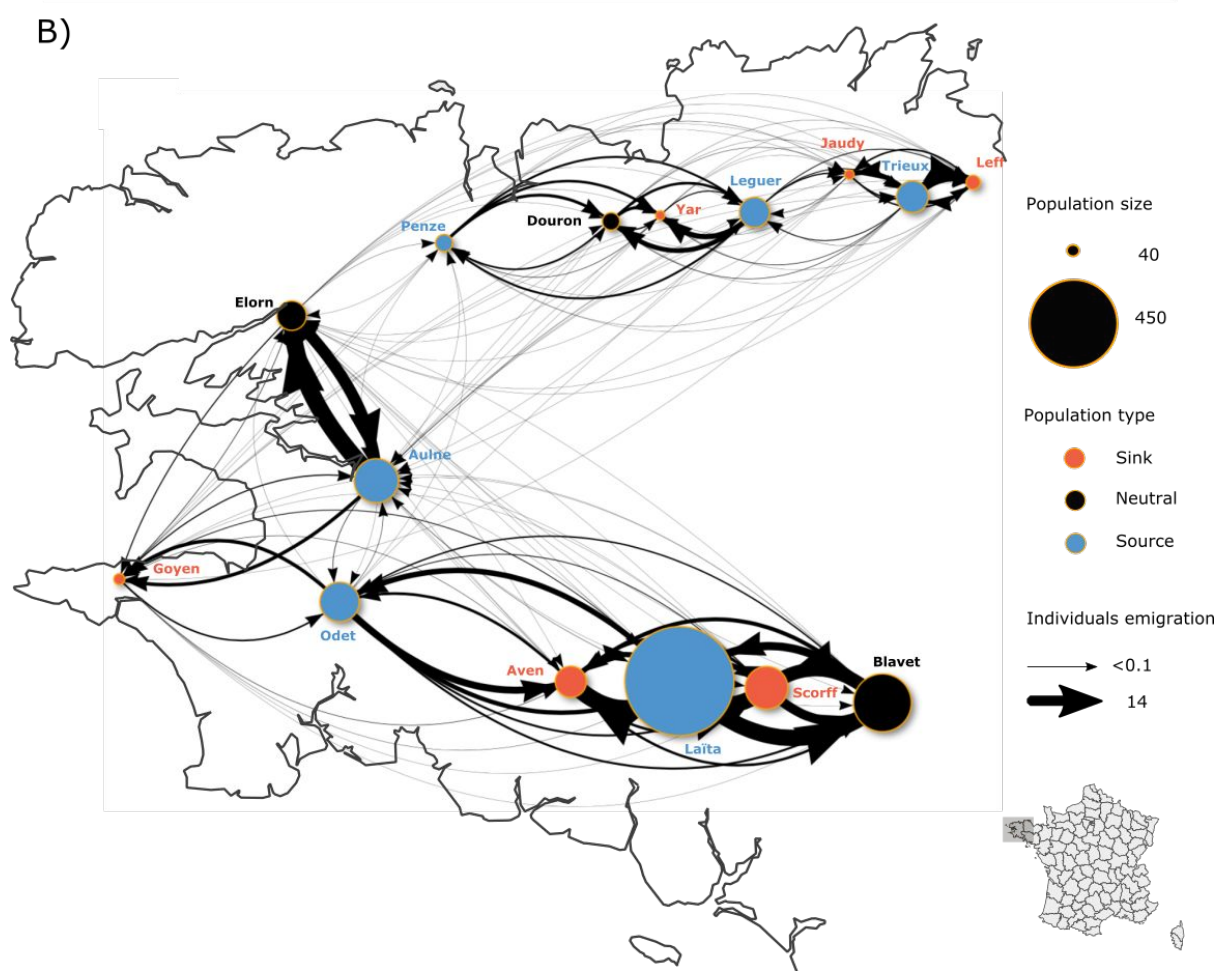 B)
Jaudy
Trieux
Leff
Leguer
Yar
Douron
Penze
Elorn
Aulne
Goyen
Odet
Aven
Laïta
Scorff
Blavet
Population size
40
450
Population type
Sink
Neutral
Source
Individuals emigration
<0.1
14